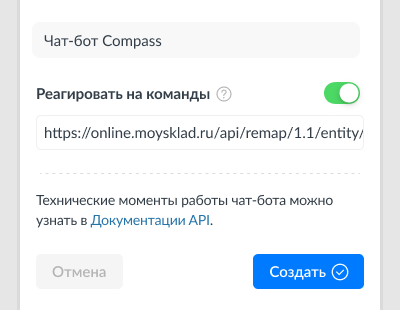 Чат-бот Compass
Реагировать на команды
https://online.moysklad.ru/api/remap/1.1/entity/
Технические моменты работы чат-бота можно
узнать в Документации API.
Отмена
Создать